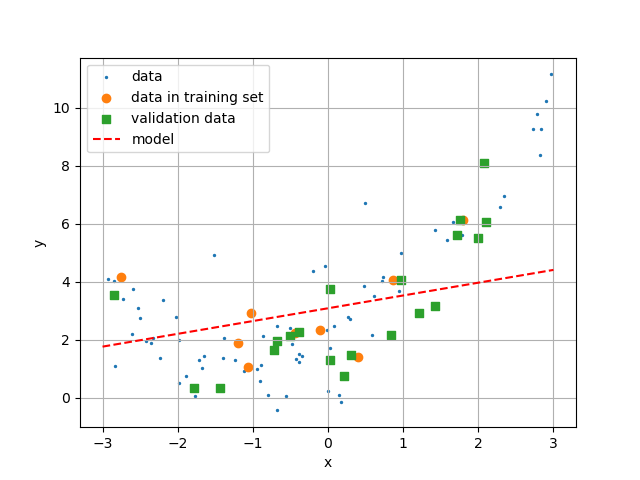 data
data in training set
validation data
model
10
8
6
4
2
0
y
−3
−2
−1
0
1
2
3
x